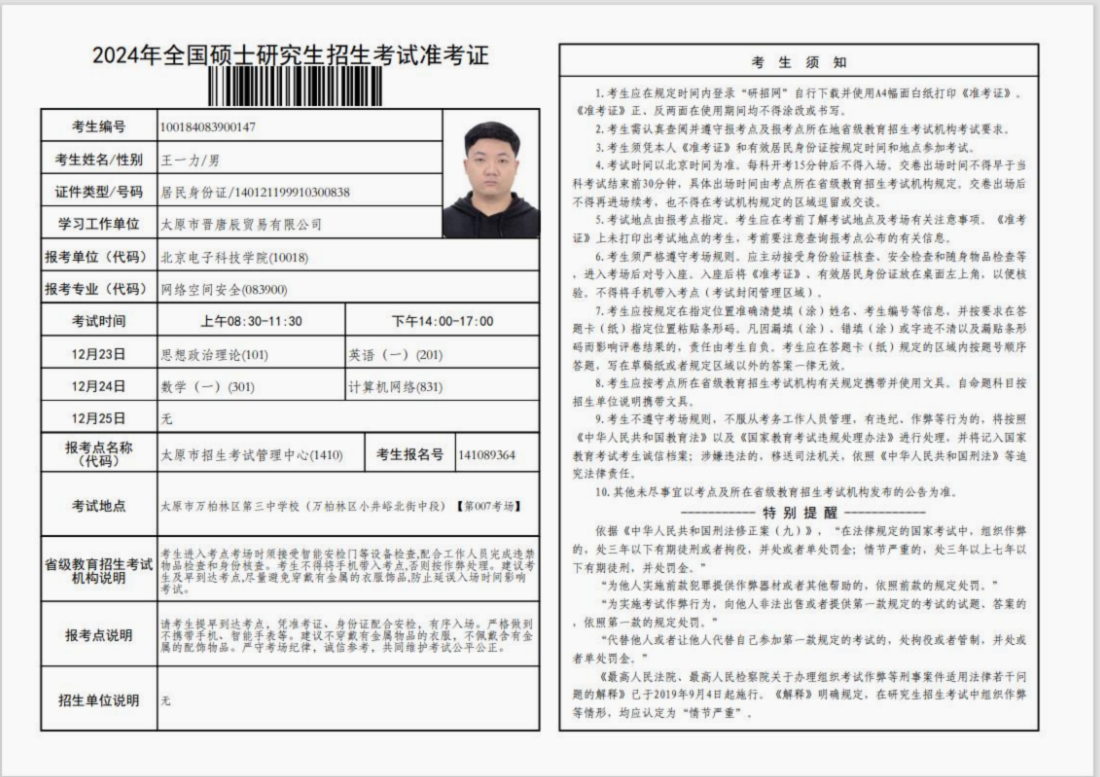 2024年全国硕士研究生招生考试准考证
考生编号 100184083900147
考生姓名/性别 王一力/男
证件类型/号码 居民身份证/140121199910300838
学习工作单位 太原市晋唐辰贸易有限公司
报考单位（代码） 北京电子科技学院(10018)
报考专业（代码） 网络空间安全(083900)
考试时间 上午08:30-11:30 下午14:00-17:00
12月23日 思想政治理论(101) 英语（一）(201)
12月24日 数学（一）(301) 计算机网络(831)
12月25日 无
报考点名称
（代码） 太原市招生考试管理中心(1410) 考生报名号 141089364
考试地点 太原市万柏林区第三中学校（万柏林区小井峪北街中段）【第007考场】
省级教育招生考试
机构说明
考生进入考点考场时须接受智能安检门等设备检查,配合工作人员完成违禁
物品检查和身份核查。考生不得将手机带入考点,否则按作弊处理。建议考
生及早到达考点,尽量避免穿戴有金属的衣服饰品,防止延误入场时间影响
考试。
报考点说明
请考生提早到达考点，凭准考证、身份证配合安检，有序入场。严格做到
不携带手机、智能手表等。建议不穿戴有金属物品的衣服，不佩戴含有金
属的配饰物品。严守考场纪律，诚信参考，共同维护考试公平公正。
招生单位说明 无
考 生 须 知
1.考生应在规定时间内登录“研招网”自行下载并使用A4幅面白纸打印《准考证》。
《准考证》正、反两面在使用期间均不得涂改或书写。
2.考生需认真查阅并遵守报考点及报考点所在地省级教育招生考试机构考试要求。
3.考生须凭本人《准考证》和有效居民身份证按规定时间和地点参加考试。
4.考试时间以北京时间为准。每科开考15分钟后不得入场。交卷出场时间不得早于当
科考试结束前30分钟，具体出场时间由考点所在省级教育招生考试机构规定。交卷出场后
不得再进场续考，也不得在考试机构规定的区域逗留或交谈。
5.考试地点由报考点指定。考生应在考前了解考试地点及考场有关注意事项。《准考
证》上未打印出考试地点的考生，考前要注意查询报考点公布的有关信息。
6.考生须严格遵守考场规则。应主动接受身份验证核查、安全检查和随身物品检查等
，进入考场后对号入座。入座后将《准考证》、有效居民身份证放在桌面左上角，以便核
验。不得将手机带入考点（考试封闭管理区域）。
7.考生应按规定在指定位置准确清楚填（涂）姓名、考生编号等信息，并按要求在答
题卡（纸）指定位置粘贴条形码。凡因漏填（涂）、错填（涂）或字迹不清以及漏贴条形
码而影响评卷结果的，责任由考生自负。考生应在答题卡（纸）规定的区域内按题号顺序
答题，写在草稿纸或者规定区域以外的答案一律无效。
8.考生应按考点所在省级教育招生考试机构有关规定携带并使用文具。自命题科目按
招生单位说明携带文具。
9.考生不遵守考场规则，不服从考务工作人员管理，有违纪、作弊等行为的，将按照
《中华人民共和国教育法》以及《国家教育考试违规处理办法》进行处理，并将记入国家
教育考试考生诚信档案；涉嫌违法的，移送司法机关，依照《中华人民共和国刑法》等追
究法律责任。
10.其他未尽事宜以考点及所在省级教育招生考试机构发布的公告为准。
-----------特 别 提 醒------------
依据《中华人民共和国刑法修正案（九）》，“在法律规定的国家考试中，组织作弊
的，处三年以下有期徒刑或者拘役，并处或者单处罚金；情节严重的，处三年以上七年以
下有期徒刑，并处罚金。”
“为他人实施前款犯罪提供作弊器材或者其他帮助的，依照前款的规定处罚。”
“为实施考试作弊行为，向他人非法出售或者提供第一款规定的考试的试题、答案的
，依照第一款的规定处罚。”
“代替他人或者让他人代替自己参加第一款规定的考试的，处拘役或者管制，并处或
者单处罚金。”
《最高人民法院、最高人民检察院关于办理组织考试作弊等刑事案件适用法律若干问
题的解释》已于2019年9月4日起施行。《解释》明确规定，在研究生招生考试中组织作弊
等情形，均应认定为“情节严重”。